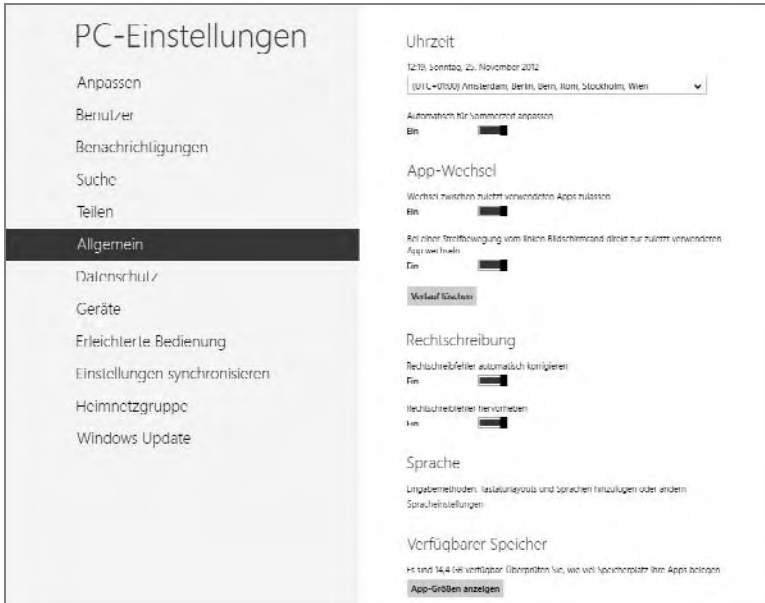 PC-Einstellungen
Anpassen
Benutzer
Benachrichtigungen
Suche
Teilen
Allgemein
Datenschutz
Geräte
Erleichterte Bedienung
Einstellungen synchronisieren
Heimnetzgruppe
Windows Update
Uhrzeit
12:19, Sonntag, 25. November 2012
(UTC+01:00) Amsterdam, Berlin, Bern, Rom, Stockholm, Wien
Automatisch für Sommerzeit anpassen
Ein
App-Wechsel
Wechsel zwischen zuletzt verwendeten Apps zulassen
Ein
Bei einer Streifbewegung vom linken Bildschirmrand direkt zur zuletzt verwendeten
App wechseln
Ein
Verlauf löschen
Rechtschreibung
Rechtschreibfehler automatisch korrigieren
Ein
Rechtschreibfehler hervorheben
Ein
Sprache
Eingabemethoden, Tastaturlayouts und Sprachen hinzufügen oder ändern
Spracheinstellungen
Verfügbarer Speicher
Es sind 14,4 GB verfügbar. Überprüfen Sie, wie viel Speicherplatz Ihre Apps belegen.
App-Größen anzeigen